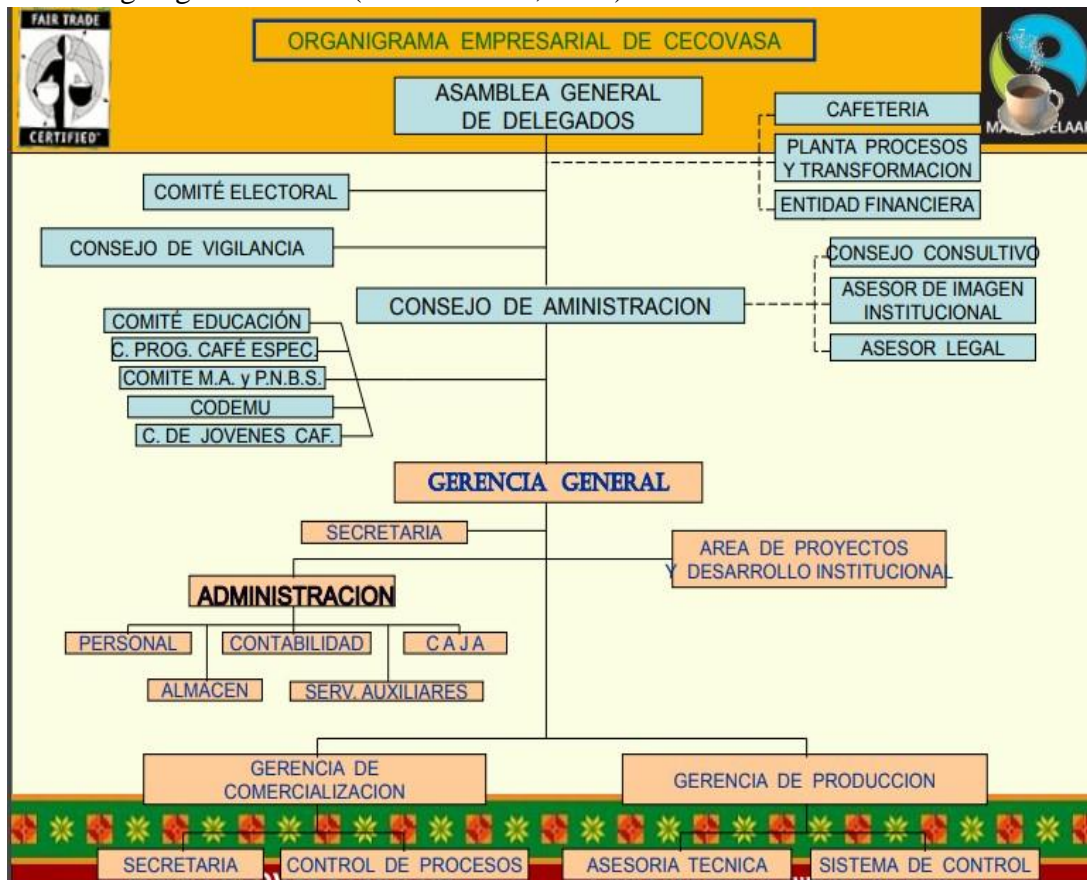 FAIR TRADE
CERTIFIED
ORGANIGRAMA EMPRESARIAL DE CECOVASA
ASAMBLEA GENERAL
DE DELEGADOS
CAFETERIA
PLANTA PROCESOS
Y TRANSFORMACION
ENTIDAD FINANCIERA
COMITÉ ELECTORAL
CONSEJO DE VIGILANCIA
CONSEJO DE AMINISTRACION
CONSEJO CONSULTIVO
ASESOR DE IMAGEN
INSTITUCIONAL
ASESOR LEGAL
COMITÉ EDUCACIÓN
C. PROG. CAFÉ ESPEC.
COMITE M.A. y P.N.B.S.
CODEMU
C. DE JOVENES CAF.
GERENCIA GENERAL
SECRETARIA
AREA DE PROYECTOS
Y DESARROLLO INSTITUCIONAL
ADMINISTRACION
PERSONAL
CONTABILIDAD
C A J A
ALMACEN
SERV. AUXILIARES
GERENCIA DE
COMERCIALIZACION
GERENCIA DE PRODUCCION
SECRETARIA
CONTROL DE PROCESOS
ASESORIA TECNICA
SISTEMA DE CONTROL